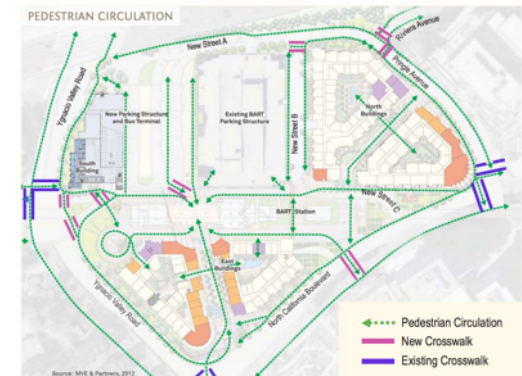 PEDESTRIAN CIRCULATION
New Street A
Riviera Avenue
Pringle Avenue
Ygnacio Valley Road
New Parking Structure
and Bus Terminal
Existing BART
Parking Structure
New Street B
North
Buildings
South
Building
New Street C
BART Station
East
Buildings
Ygnacio Valley Road
North California Boulevard
Pedestrian Circulation
New Crosswalk
Existing Crosswalk
Source: MVE & Partners, 2012